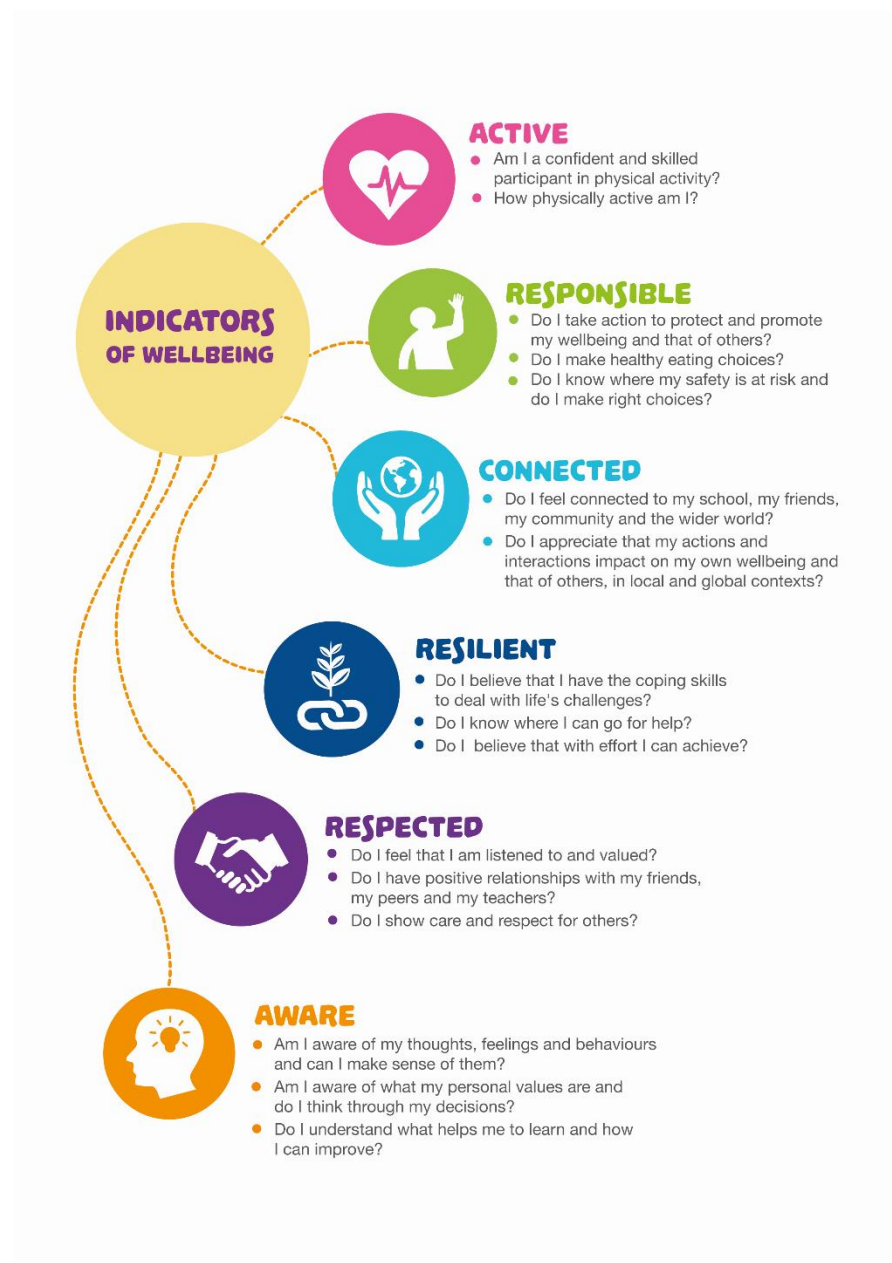 INDICATORS
OF WELLBEING
ACTIVE
Am I a confident and skilled
participant in physical activity?
How physically active am I?
RESPONSIBLE
Do I take action to protect and promote
my wellbeing and that of others?
Do I make healthy eating choices?
Do I know where my safety is at risk and
do I make right choices?
CONNECTED
Do I feel connected to my school, my friends,
my community and the wider world?
Do I appreciate that my actions and
interactions impact on my own wellbeing and
that of others, in local and global contexts?
RESILIENT
Do I believe that I have the coping skills
to deal with life's challenges?
Do I know where I can go for help?
Do I believe that with effort I can achieve?
RESPECTED
Do I feel that I am listened to and valued?
Do I have positive relationships with my friends,
my peers and my teachers?
Do I show care and respect for others?
AWARE
Am I aware of my thoughts, feelings and behaviours
and can I make sense of them?
Am I aware of what my personal values are and
do I think through my decisions?
Do I understand what helps me to learn and how
I can improve?